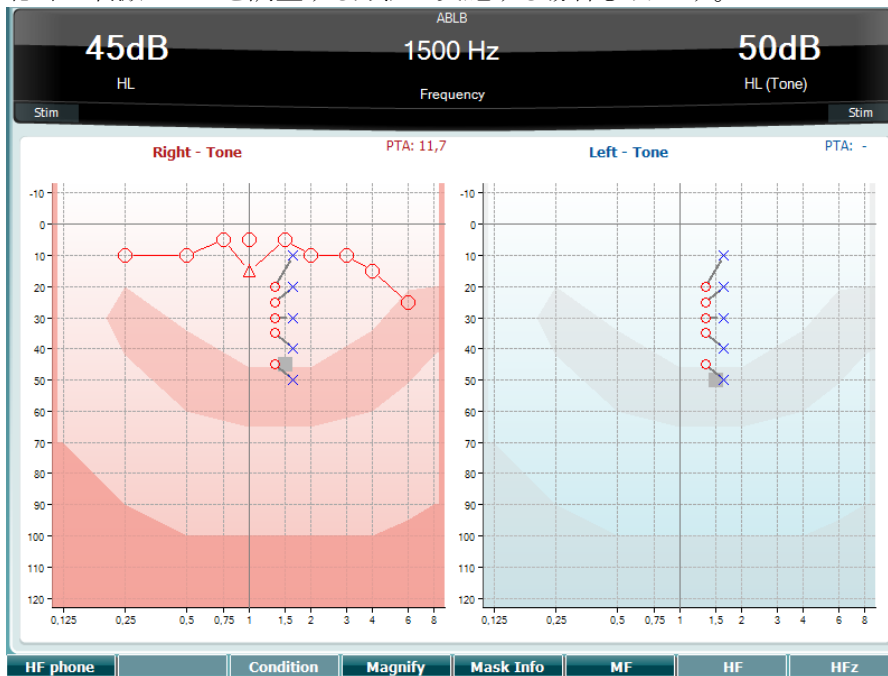 ABLB
45dB 1500 Hz 50dB
HL Frequency HL (Tone)
Stim Stim
Right - Tone PTA: 11,7 Left - Tone PTA: -
-10 -10
0 0
10 10
20 20
30 30
40 40
50 50
60 60
70 70
80 80
90 90
100 100
110 110
120 120
0,125 0,25 0,5 0,75 1 1,5 2 3 4 6 8 0,125 0,25 0,5 0,75 1 1,5 2 3 4 6 8
HF phone Condition Magnify Mask Info MF HF HFz